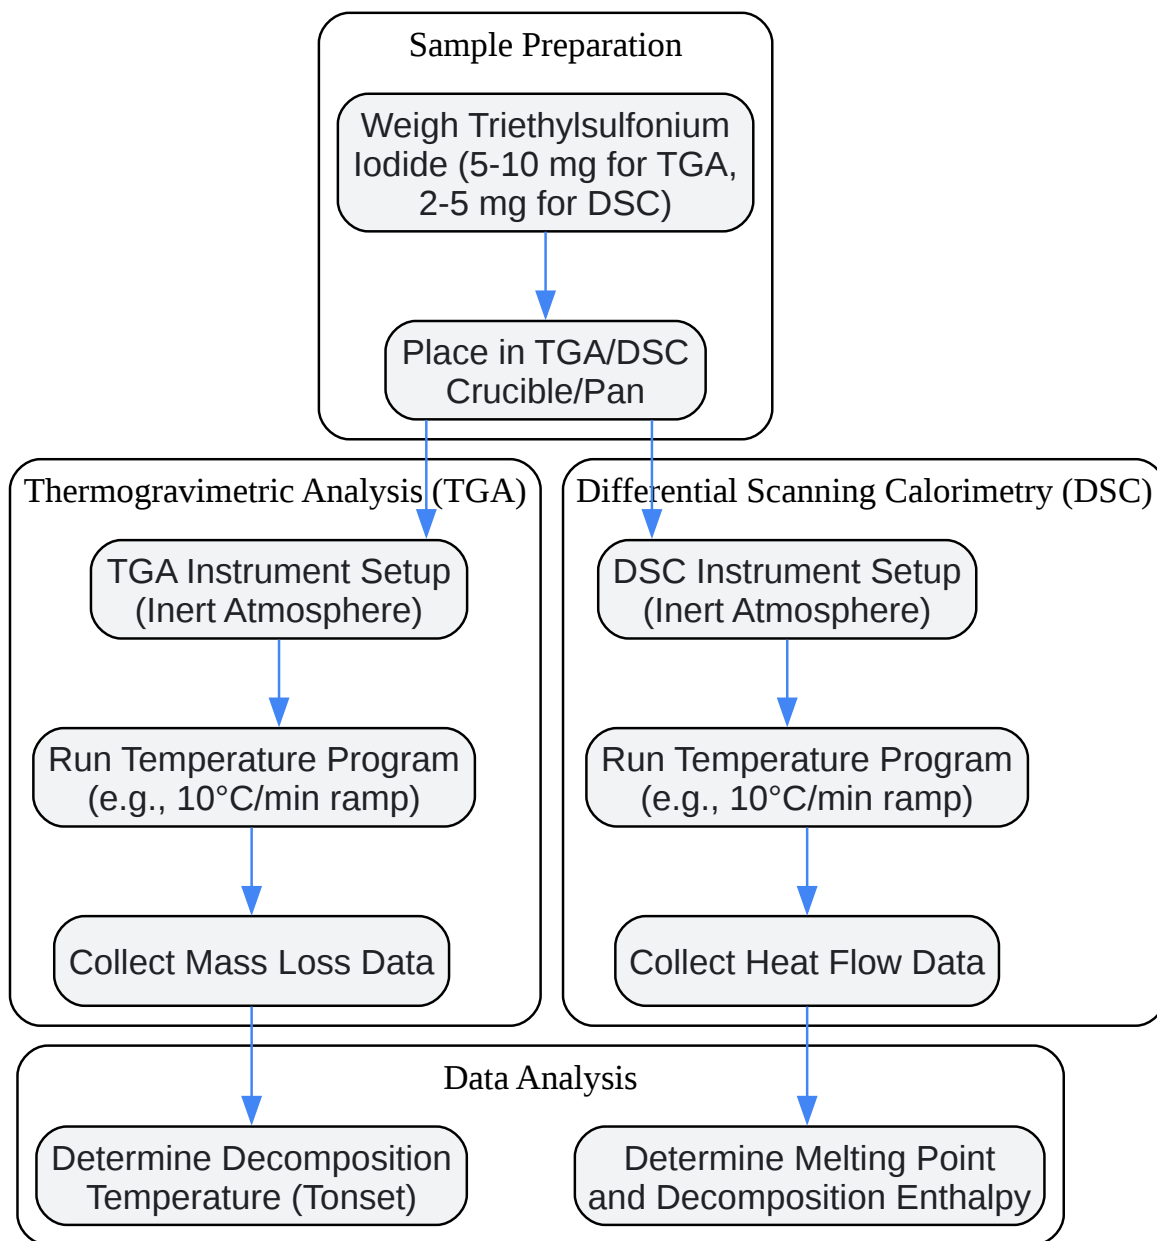 Sample Preparation
Weigh Triethylsulfonium
Iodide (5-10 mg for TGA,
2-5 mg for DSC)
Place in TGA/DSC
Crucible/Pan
Thermogravimetric Analysis (TGA)
TGA Instrument Setup
(Inert Atmosphere)
Run Temperature Program
(e.g., 10°C/min ramp)
Collect Mass Loss Data
Differential Scanning Calorimetry (DSC)
DSC Instrument Setup
(Inert Atmosphere)
Run Temperature Program
(e.g., 10°C/min ramp)
Collect Heat Flow Data
Data Analysis
Determine Decomposition
Temperature (Tonset)
Determine Melting Point
and Decomposition Enthalpy